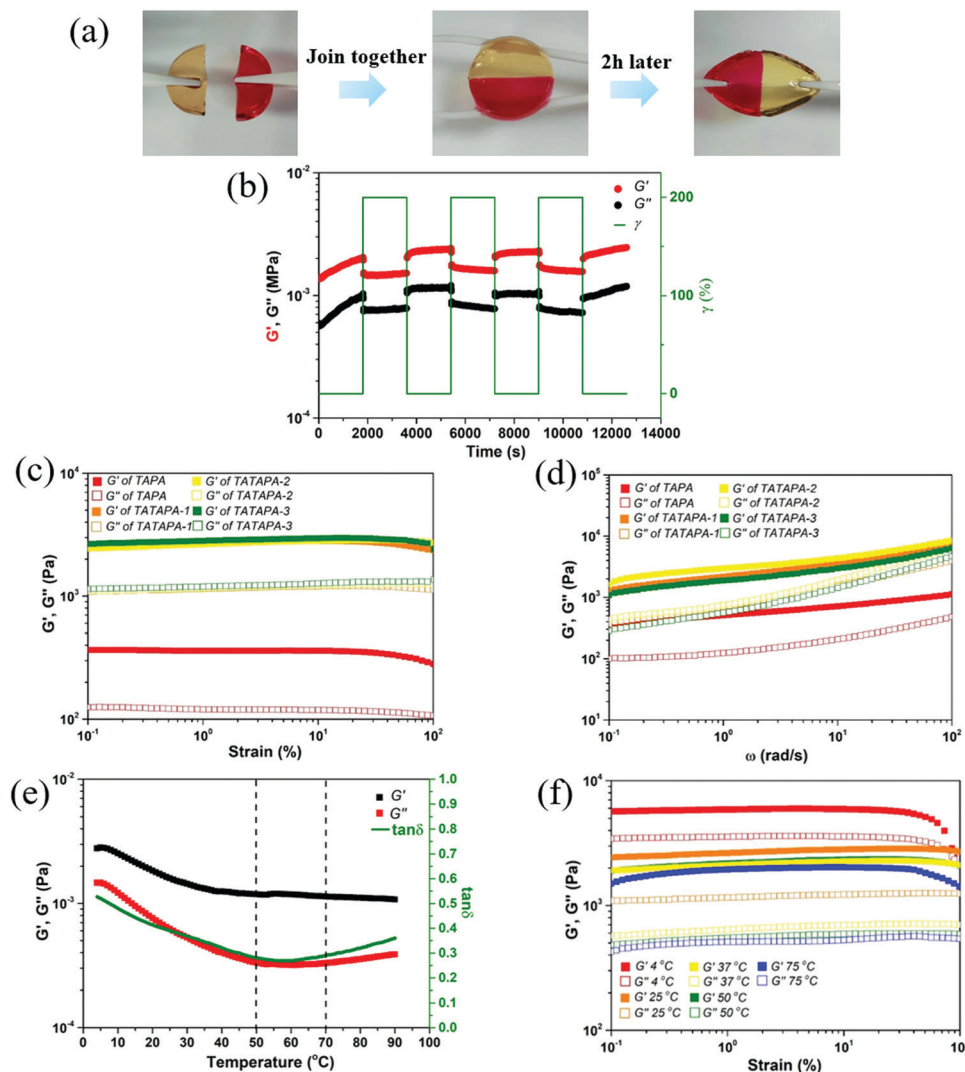 (a)
Join together
2h later
(b)
10⁻²
10⁻³
10⁻⁴
G', G'' (MPa)
G'
G''
γ
200
100
0
γ (%)
0 2000 4000 6000 8000 10000 12000 14000
Time (s)
(c)
10⁴
10³
10²
G', G'' (Pa)
G' of TAPA
G'' of TAPA
G' of TATAPA-1
G'' of TATAPA-1
G' of TATAPA-2
G'' of TATAPA-2
G' of TATAPA-3
G'' of TATAPA-3
10⁻¹ 10⁰ 10¹ 10²
Strain (%)
(d)
10⁵
10⁴
10³
10²
10¹
G', G'' (Pa)
G' of TAPA
G'' of TAPA
G' of TATAPA-1
G'' of TATAPA-1
G' of TATAPA-2
G'' of TATAPA-2
G' of TATAPA-3
G'' of TATAPA-3
10⁻¹ 10⁰ 10¹ 10²
ω (rad/s)
(e)
10⁻²
10⁻³
10⁻⁴
G', G'' (Pa)
G'
G''
tanδ
1.0
0.9
0.8
0.7
0.6
0.5
0.4
0.3
0.2
0.1
0.0
tanδ
0 10 20 30 40 50 60 70 80 90 100
Temperature (°C)
(f)
10⁴
10³
10²
G', G'' (Pa)
G' 4 °C
G'' 4 °C
G' 25 °C
G'' 25 °C
G' 37 °C
G'' 37 °C
G' 50 °C
G'' 50 °C
G' 75 °C
G'' 75 °C
10⁻¹ 10⁰ 10¹ 10
Strain (%)